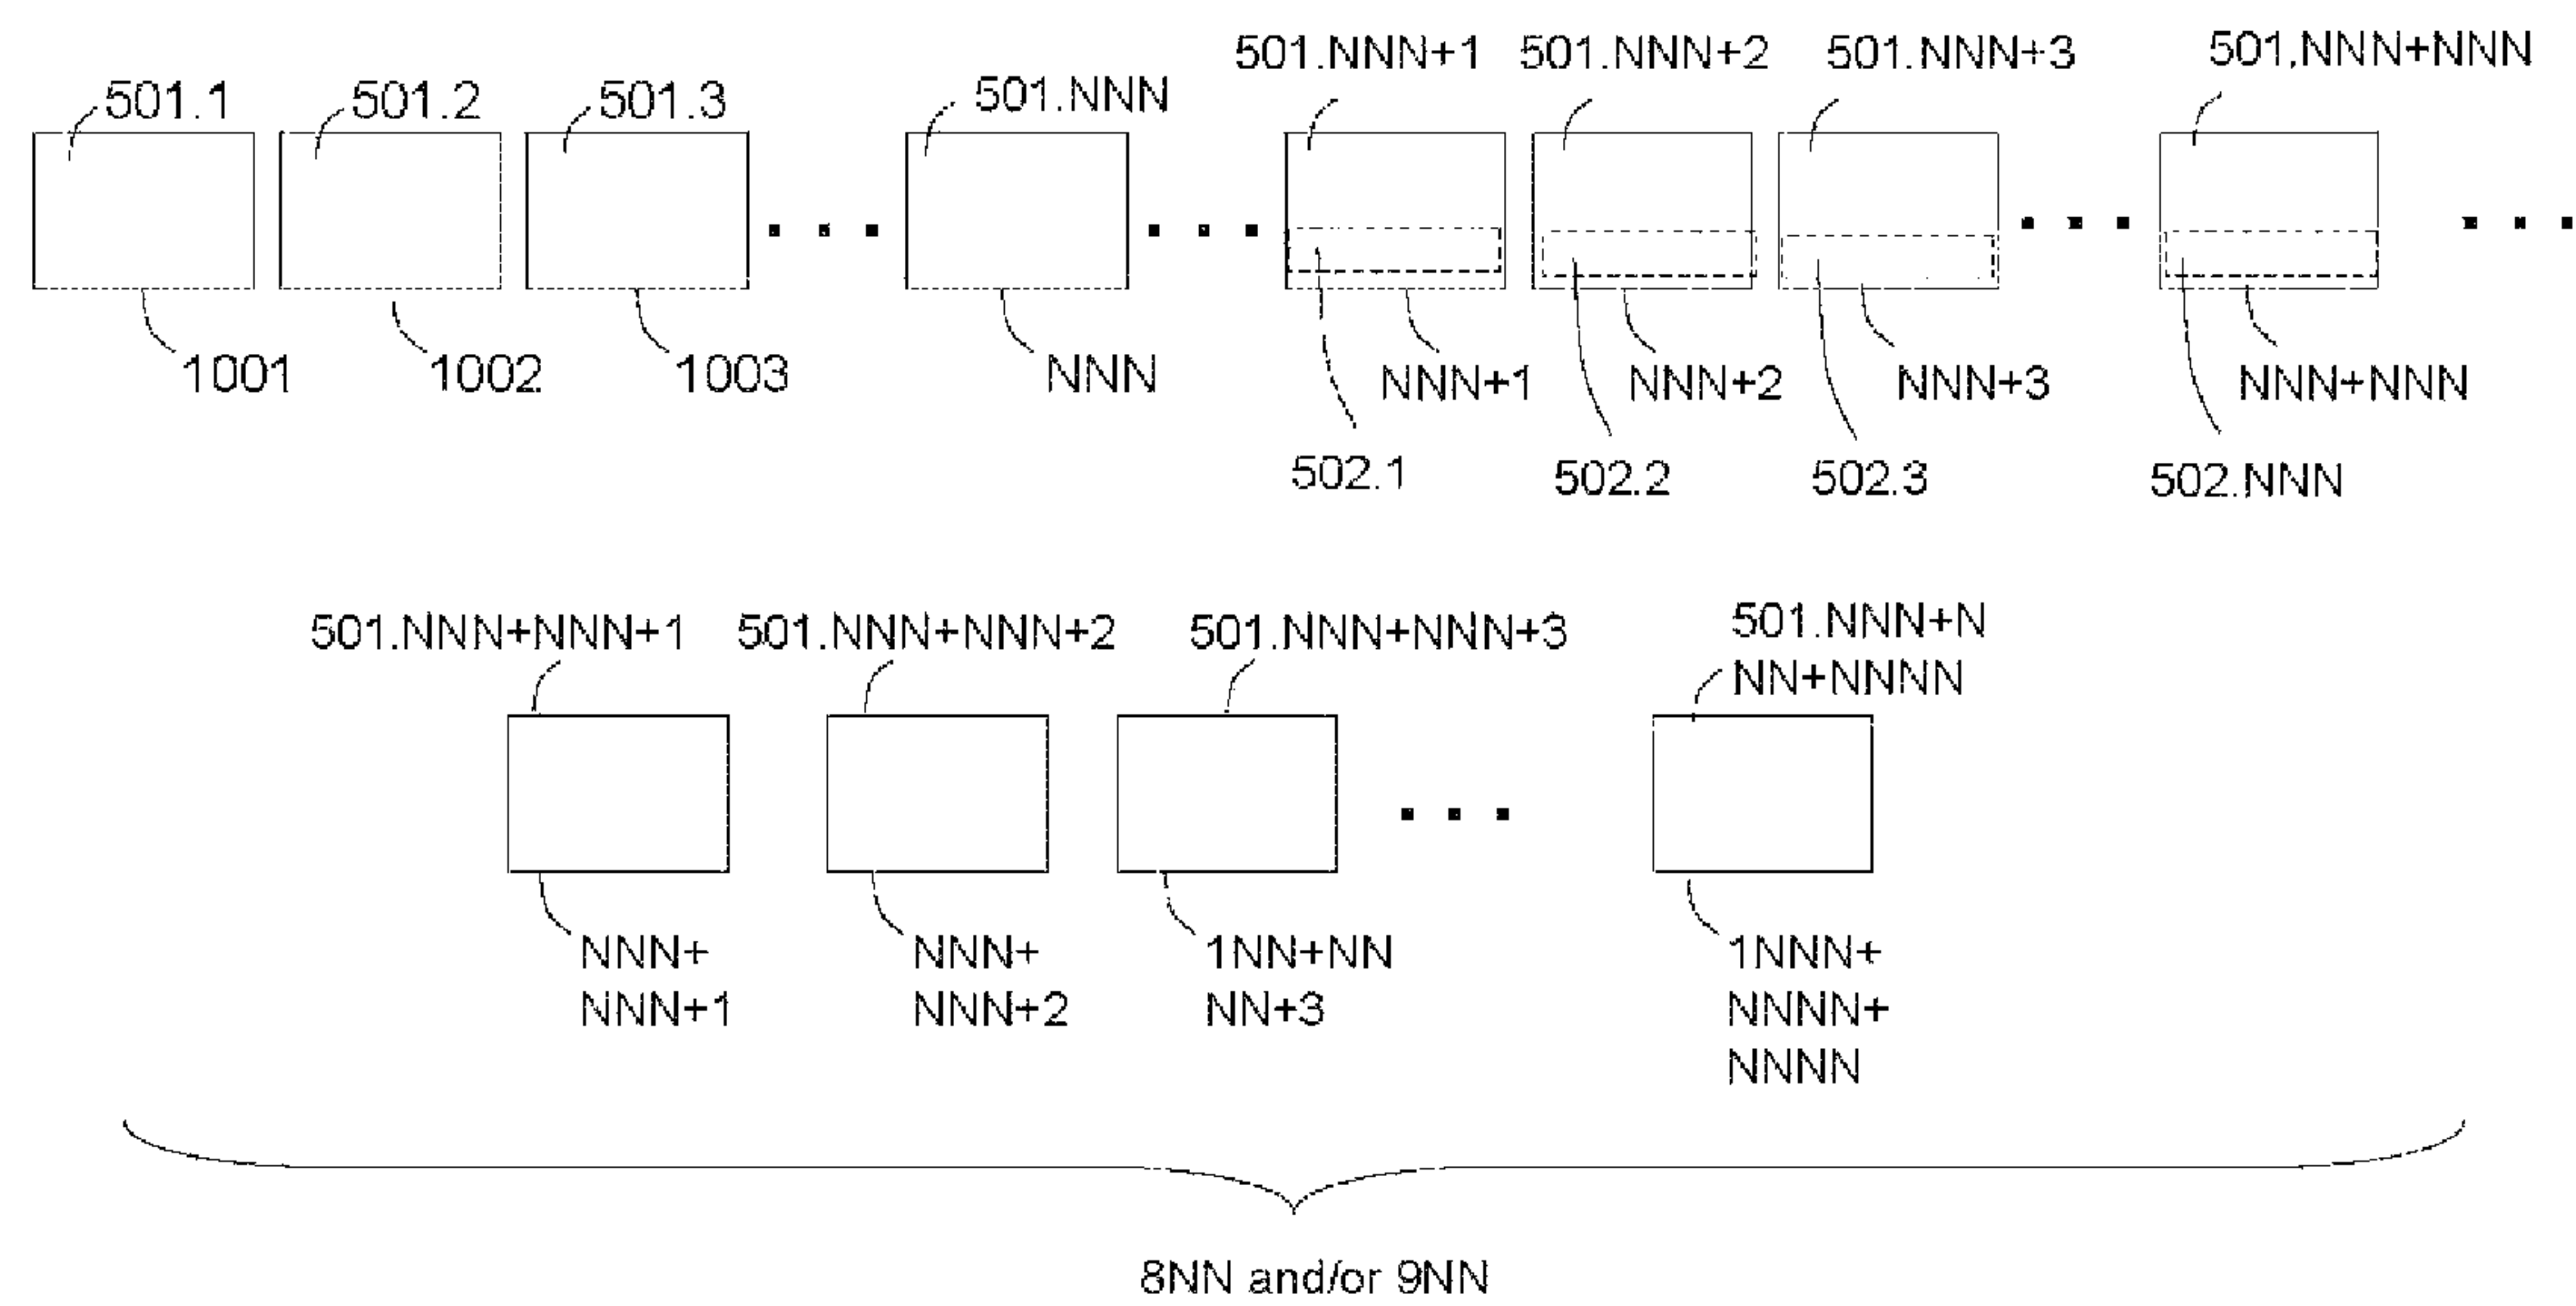 501.1
501.2
501.3
501.NNN
501.NNN+1
501.NNN+2
501.NNN+3
501.NNN+NNN
1001
1002
1003
NNN
NNN+1
NNN+2
NNN+3
NNN+NNN
502.1
502.2
502.3
502.NNN
501.NNN+NNN+1
501.NNN+NNN+2
501.NNN+NNN+3
501.NNN+N
NN+NNNN
NNN+
NNN+1
NNN+
NNN+2
1NN+NN
NN+3
1NNN+
NNNN+
NNNN
8NN and/or 9NN